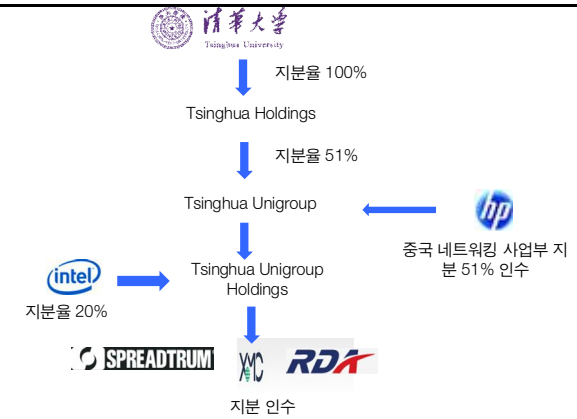 清華大學
Tsinghua University
지분율 100%
Tsinghua Holdings
지분율 51%
Tsinghua Unigroup
hp
중국 네트워킹 사업부 지
분 51% 인수
intel
지분율 20%
Tsinghua Unigroup
Holdings
SPREADTRUM
XMC
RDA
지분 인수